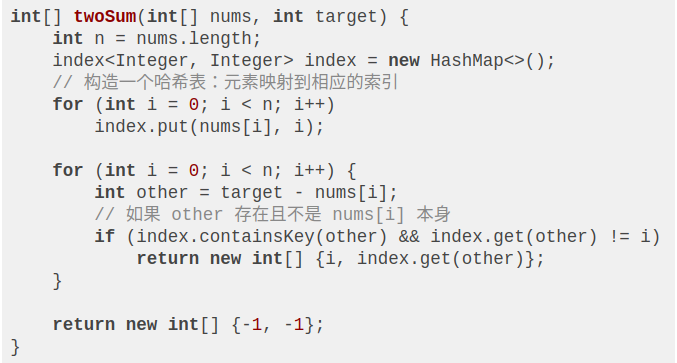 int[] twoSum(int[] nums, int target) {
    int n = nums.length;
    index<Integer, Integer> index = new HashMap<>();
    // 构造一个哈希表：元素映射到相应的索引
    for (int i = 0; i < n; i++)
        index.put(nums[i], i);

    for (int i = 0; i < n; i++) {
        int other = target - nums[i];
        // 如果 other 存在且不是 nums[i] 本身
        if (index.containsKey(other) && index.get(other) != i)
            return new int[] {i, index.get(other)};
    }

    return new int[] {-1, -1};
}